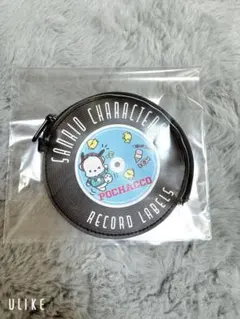 SANRIO CHARACTERS
POCHACCO
RECORD LABELS
ULIKE